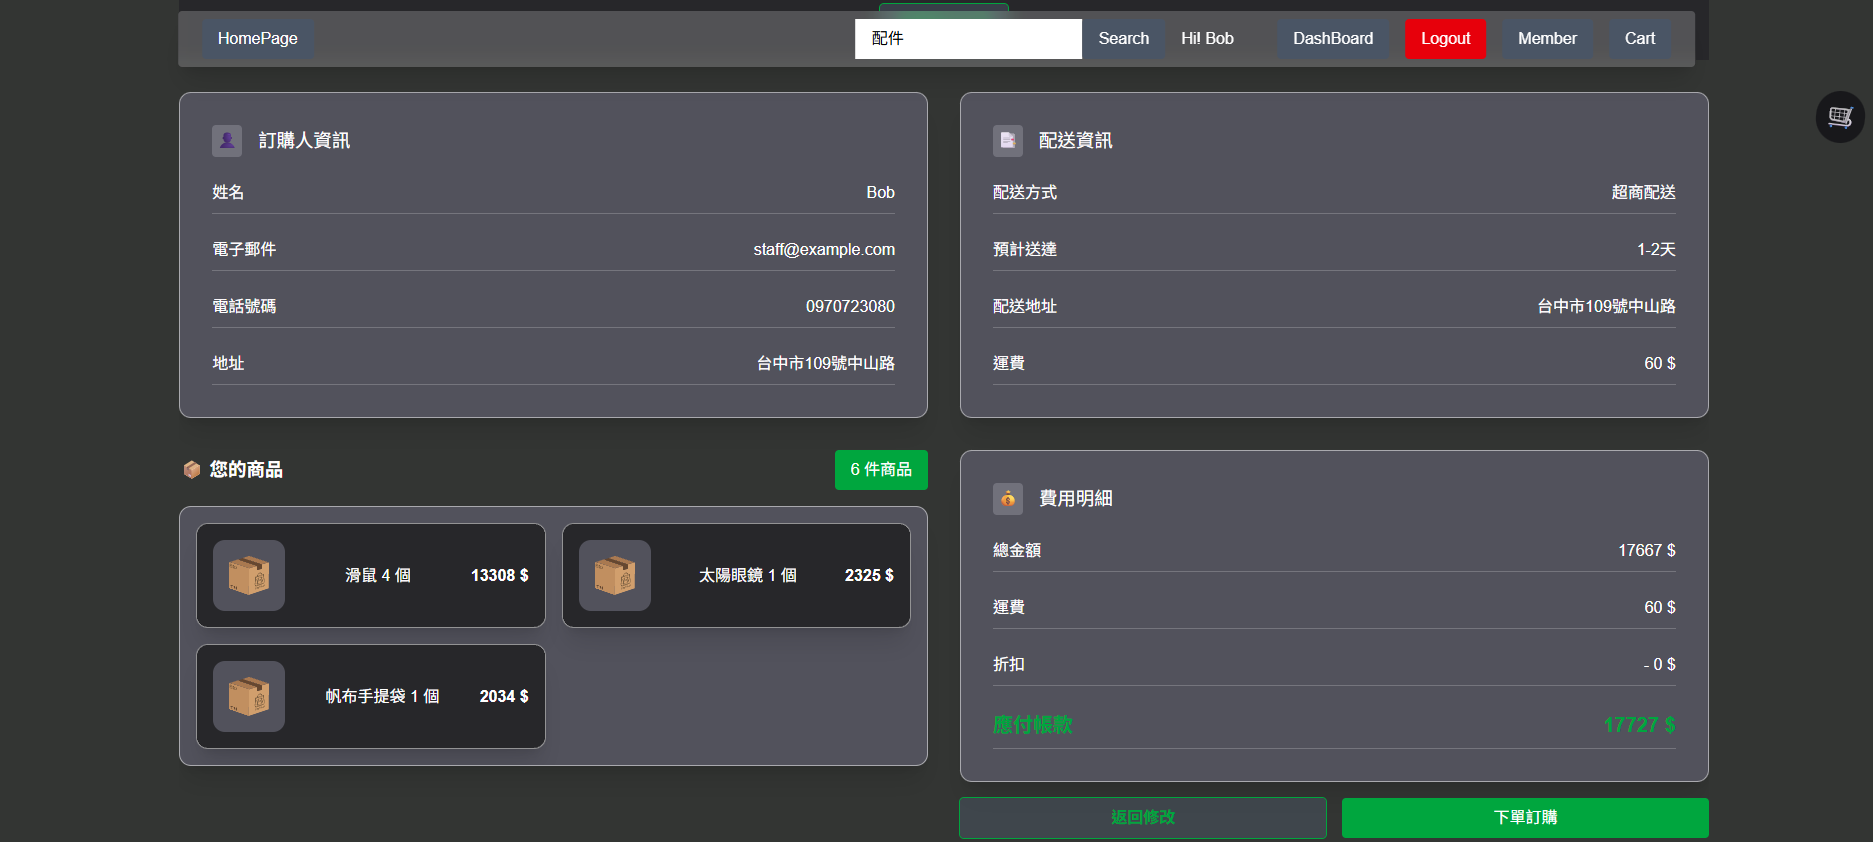 HomePage
配件
Search
Hi! Bob
DashBoard
Logout
Member
Cart
訂購人資訊
姓名 Bob
電子郵件 staff@example.com
電話號碼 0970723080
地址 台中市109號中山路
配送資訊
配送方式 超商配送
預計送達 1-2天
配送地址 台中市109號中山路
運費 60 $
您的商品
6 件商品
滑鼠 4 個 13308 $
太陽眼鏡 1 個 2325 $
帆布手提袋 1 個 2034 $
費用明細
總金額 17667 $
運費 60 $
折扣 - 0 $
應付帳款 17727 $
返回修改
下單訂購